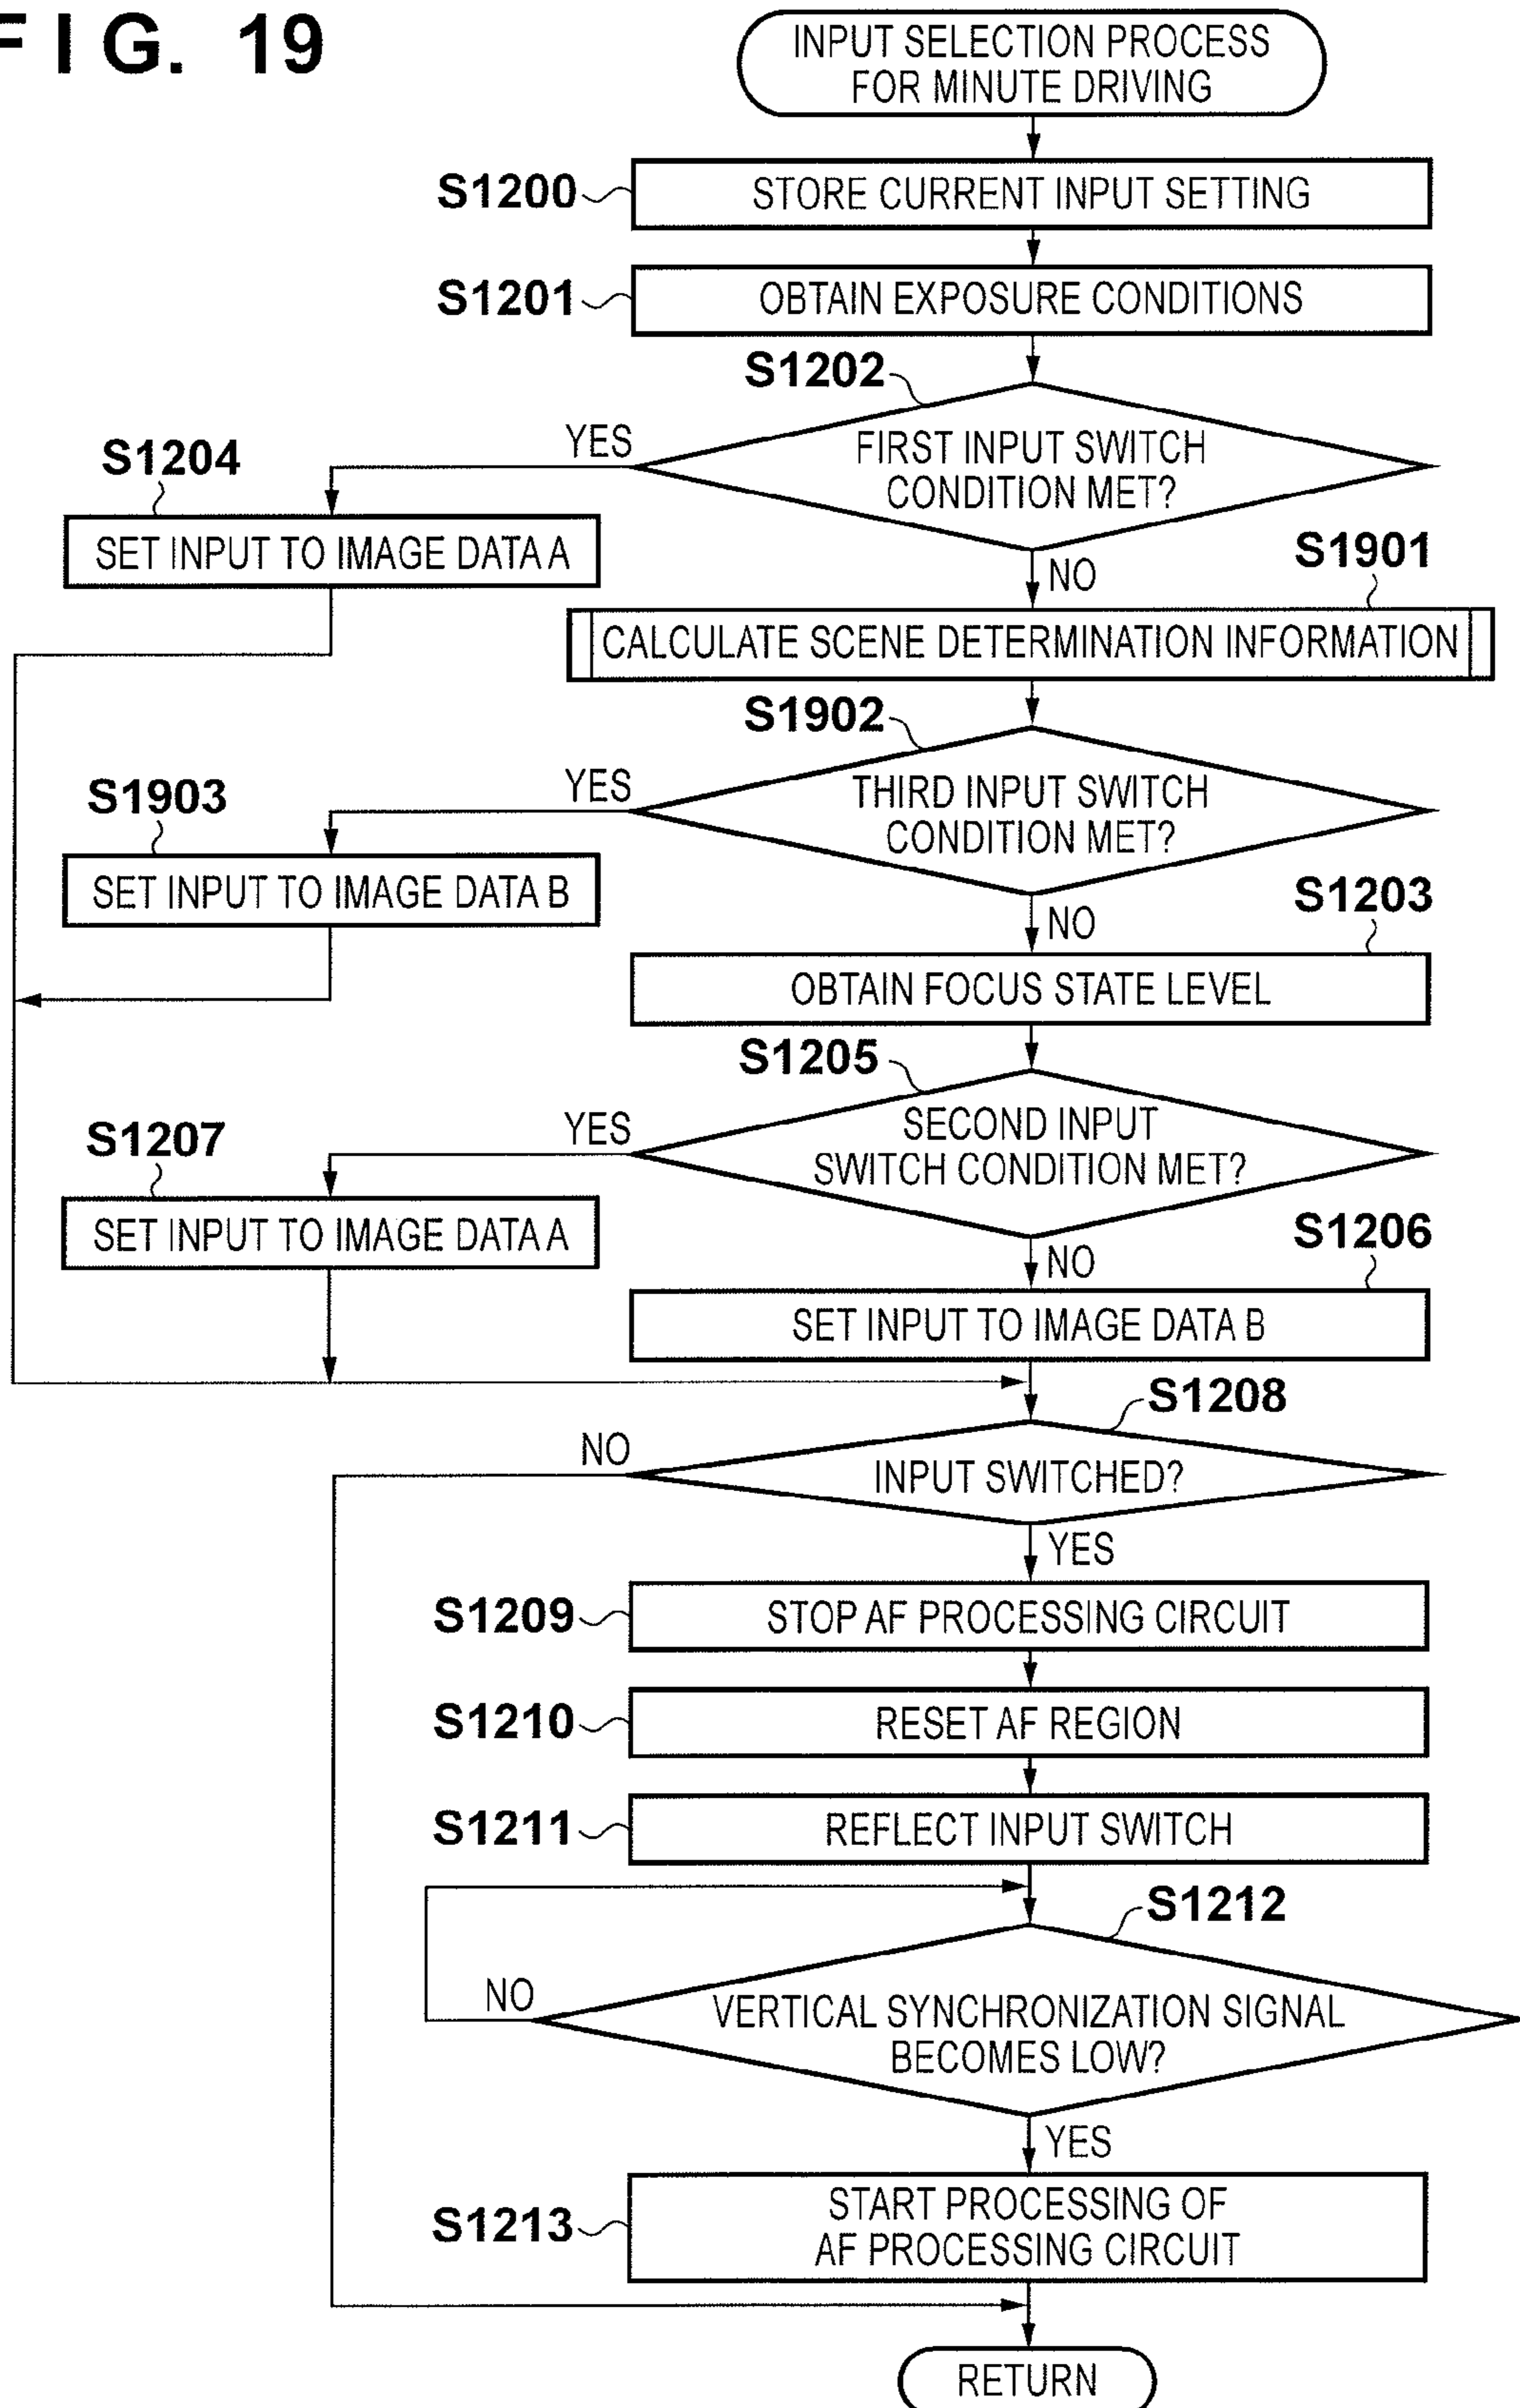 FIG. 19
INPUT SELECTION PROCESS
FOR MINUTE DRIVING
S1200
STORE CURRENT INPUT SETTING
S1201
OBTAIN EXPOSURE CONDITIONS
S1202
FIRST INPUT SWITCH
CONDITION MET?
YES
S1204
SET INPUT TO IMAGE DATA A
NO
S1901
CALCULATE SCENE DETERMINATION INFORMATION
S1902
THIRD INPUT SWITCH
CONDITION MET?
YES
S1903
SET INPUT TO IMAGE DATA B
NO
S1203
OBTAIN FOCUS STATE LEVEL
S1205
SECOND INPUT
SWITCH CONDITION MET?
YES
S1207
SET INPUT TO IMAGE DATA A
NO
S1206
SET INPUT TO IMAGE DATA B
S1208
INPUT SWITCHED?
NO
YES
S1209
STOP AF PROCESSING CIRCUIT
S1210
RESET AF REGION
S1211
REFLECT INPUT SWITCH
S1212
VERTICAL SYNCHRONIZATION SIGNAL
BECOMES LOW?
NO
YES
S1213
START PROCESSING OF
AF PROCESSING CIRCUIT
RETURN